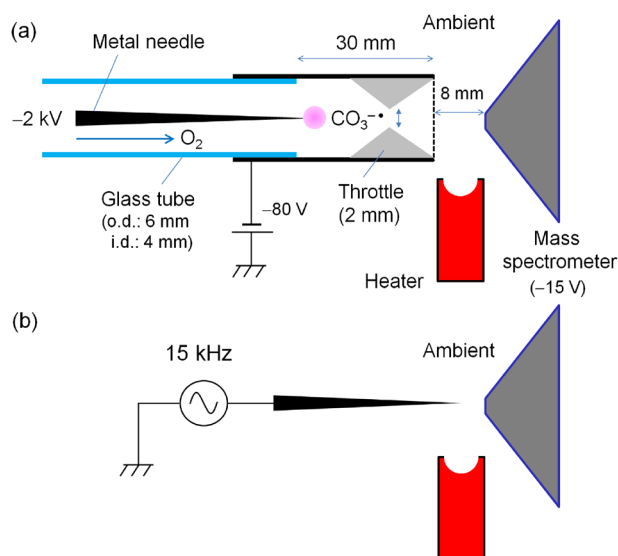 (a)
Metal needle
30 mm
Ambient
8 mm
−2 kV
CO₃⁻•
O₂
Glass tube
(o.d.: 6 mm
i.d.: 4 mm)
−80 V
Throttle
(2 mm)
Heater
Mass
spectrometer
(−15 V)
(b)
15 kHz
Ambient